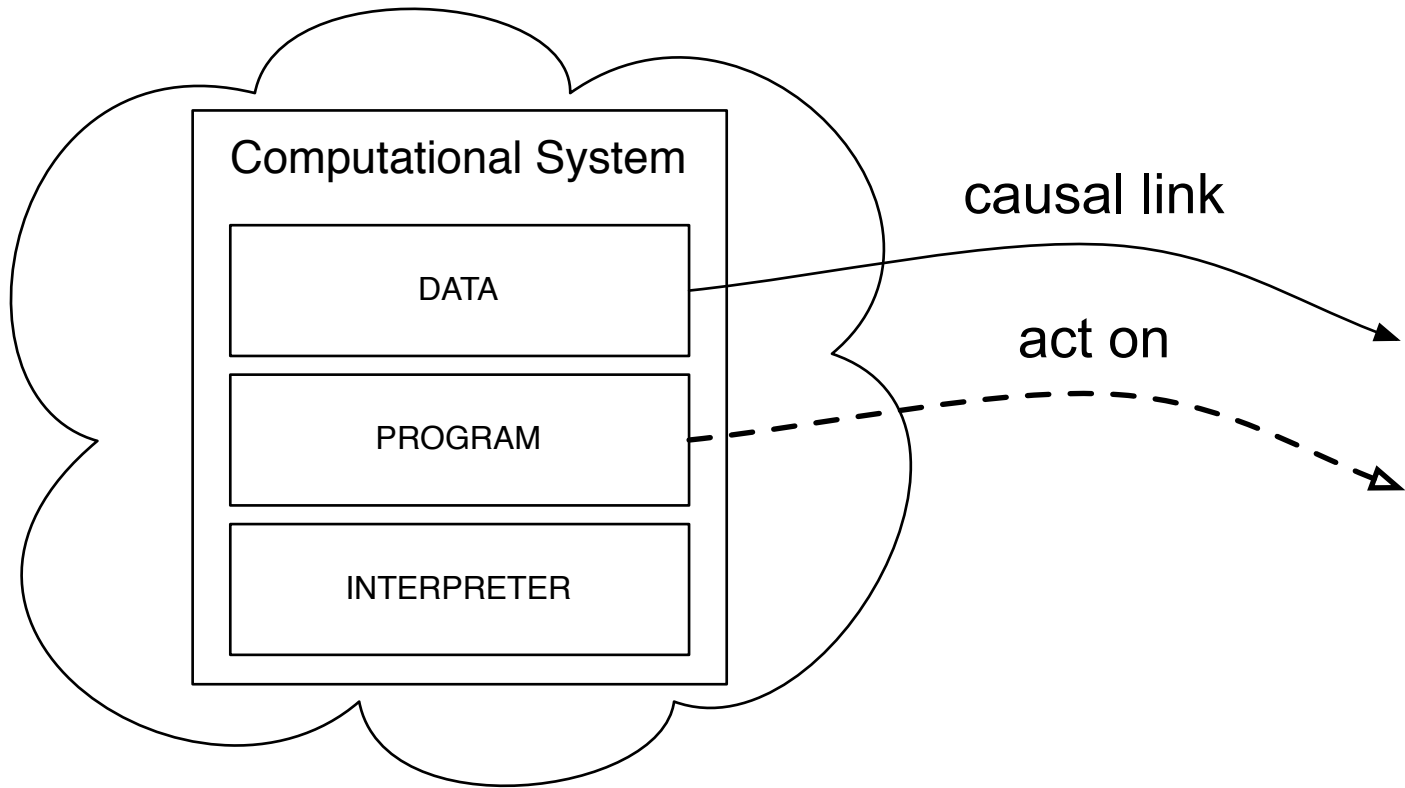 Computational System
causal link
DATA
act on
PROGRAM
INTERPRETER